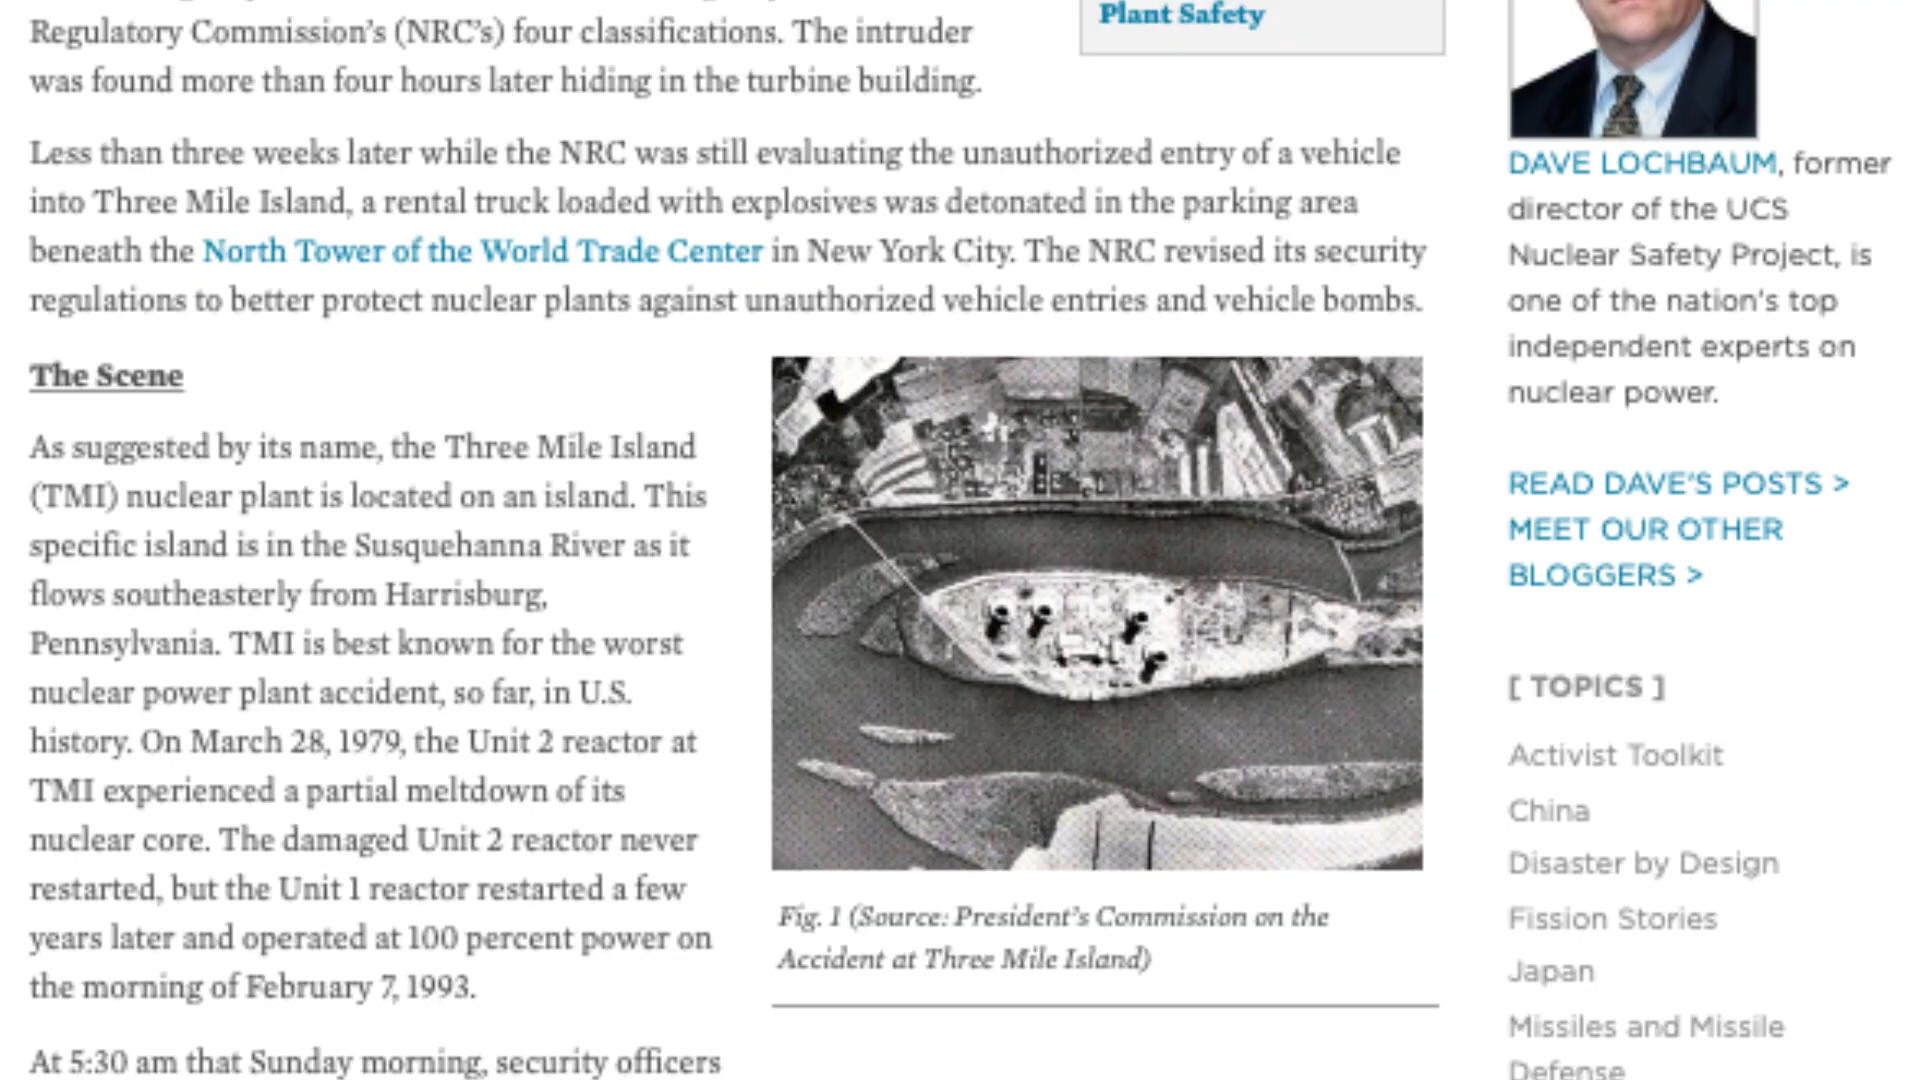 Regulatory Commission's (NRC's) four classifications. The intruder
was found more than four hours later hiding in the turbine building.
Plant Safety
Less than three weeks later while the NRC was still evaluating the unauthorized entry of a vehicle
into Three Mile Island, a rental truck loaded with explosives was detonated in the parking area
beneath the North Tower of the World Trade Center in New York City. The NRC revised its security
regulations to better protect nuclear plants against unauthorized vehicle entries and vehicle bombs.
The Scene
As suggested by its name, the Three Mile Island
(TMI) nuclear plant is located on an island. This
specific island is in the Susquehanna River as it
flows southeasterly from Harrisburg,
Pennsylvania. TMI is best known for the worst
nuclear power plant accident, so far, in U.S.
history. On March 28, 1979, the Unit 2 reactor at
TMI experienced a partial meltdown of its
nuclear core. The damaged Unit 2 reactor never
restarted, but the Unit 1 reactor restarted a few
years later and operated at 100 percent power on
the morning of February 7, 1993.
At 5:30 am that Sunday morning, security officers
Fig. 1 (Source: President's Commission on the
Accident at Three Mile Island)
DAVE LOCHBAUM, former
director of the UCS
Nuclear Safety Project, is
one of the nation's top
independent experts on
nuclear power.
READ DAVE'S POSTS >
MEET OUR OTHER
BLOGGERS >
[ TOPICS ]
Activist Toolkit
China
Disaster by Design
Fission Stories
Japan
Missiles and Missile
Defense